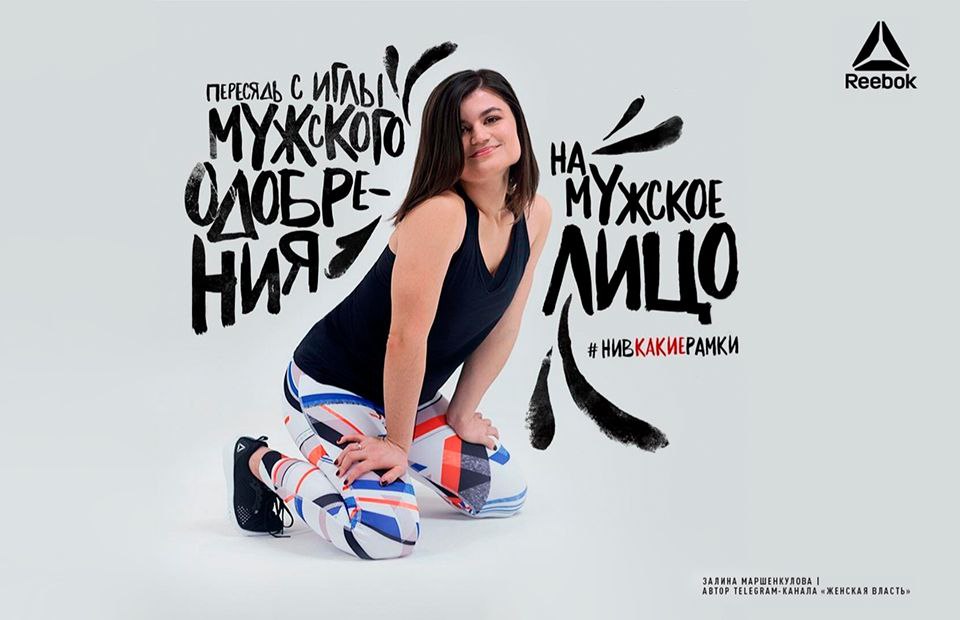 Reebok
ПЕРЕСЯДЬ С ИГЛЫ
МУЖСКОГО
ОДОБРЕ-
НИЯ
НА
МУЖСКОЕ
ЛИЦО
#НИВКАКИЕРАМКИ
ЗАЛИНА МАРШЕНКУЛОВА |
АВТОР TELEGRAM-КАНАЛА «ЖЕНСКАЯ ВЛАСТЬ»